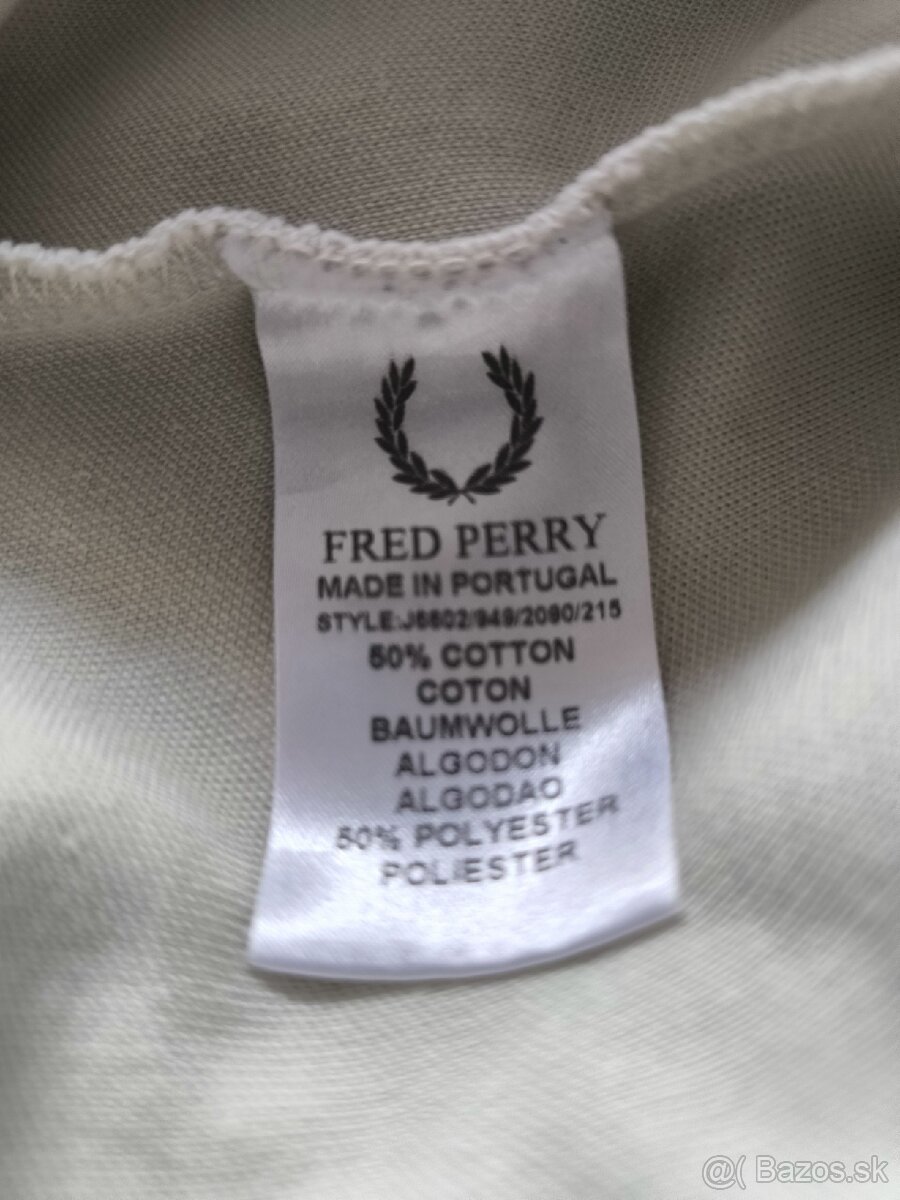 FRED PERRY
MADE IN PORTUGAL
STYLE:J6602/949/2090/215
50% COTTON
COTON
BAUMWOLLE
ALGODON
ALGODAO
50% POLYESTER
POLIESTER
@( Bazos.sk